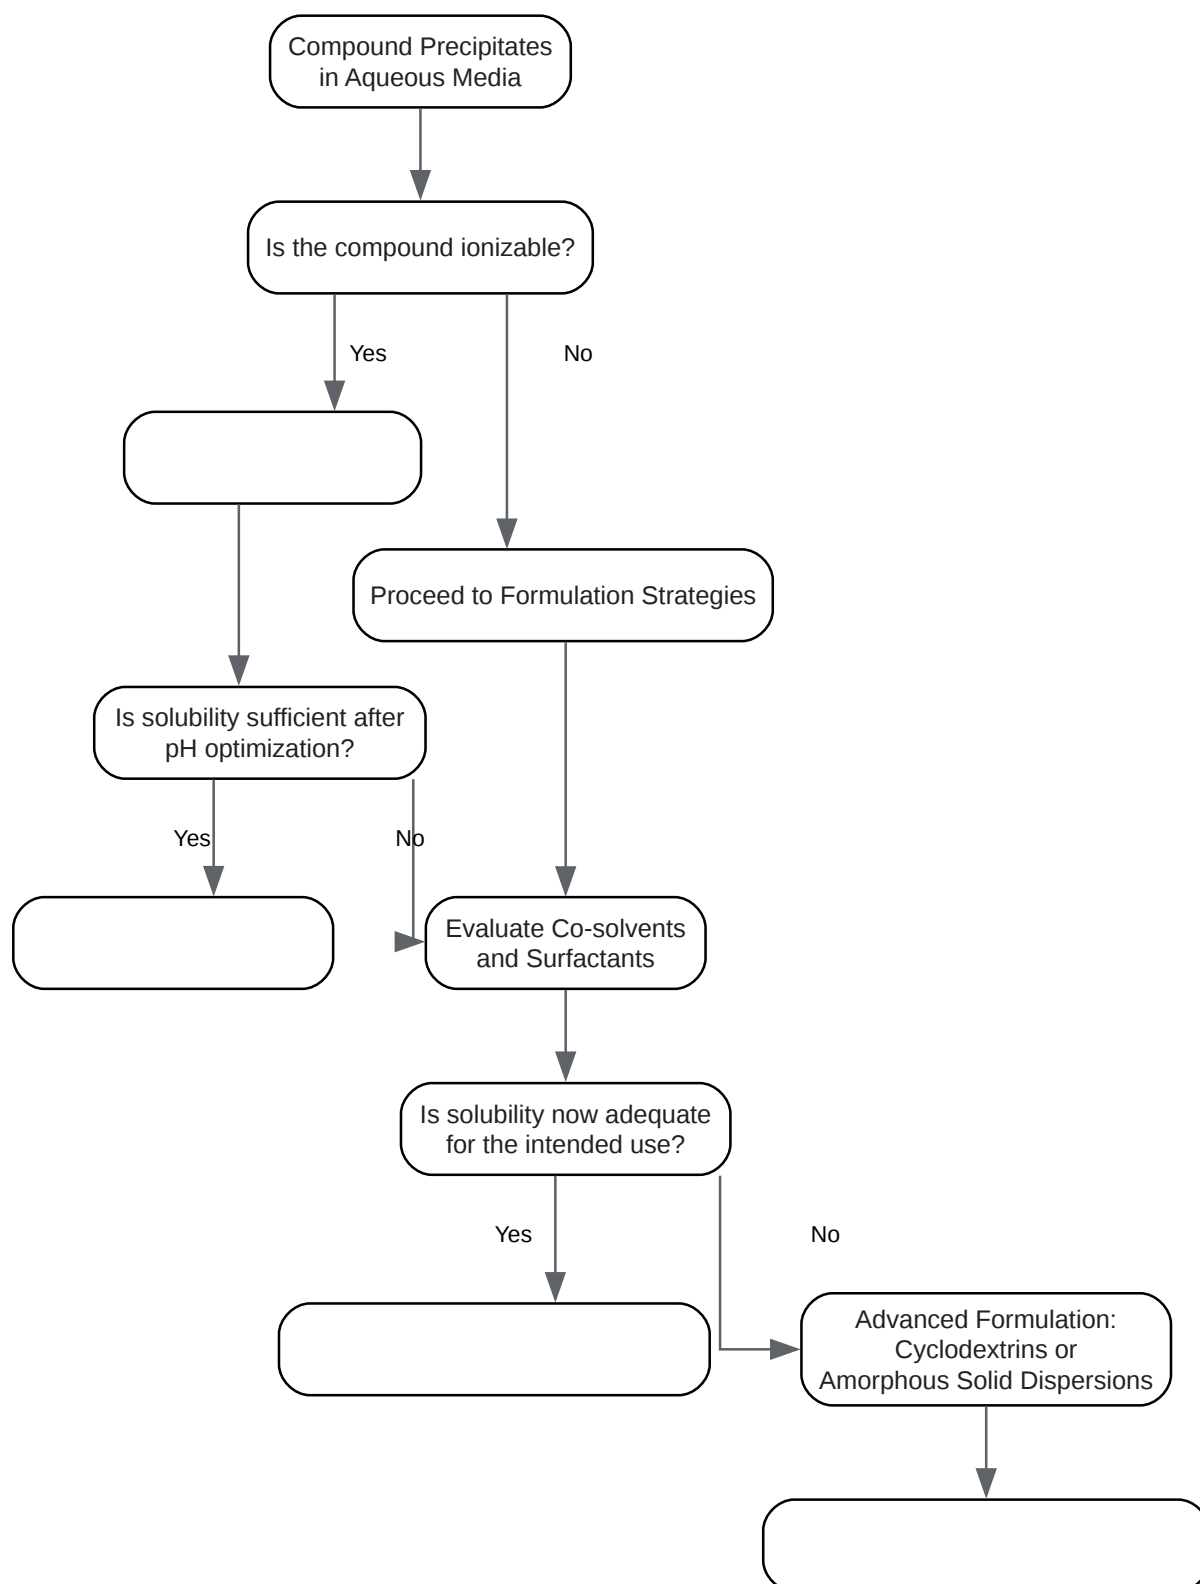 Compound Precipitates
in Aqueous Media
Is the compound ionizable?
Yes
No
Proceed to Formulation Strategies
Is solubility sufficient after
pH optimization?
Yes
No
Evaluate Co-solvents
and Surfactants
Is solubility now adequate
for the intended use?
Yes
No
Advanced Formulation:
Cyclodextrins or
Amorphous Solid Dispersions